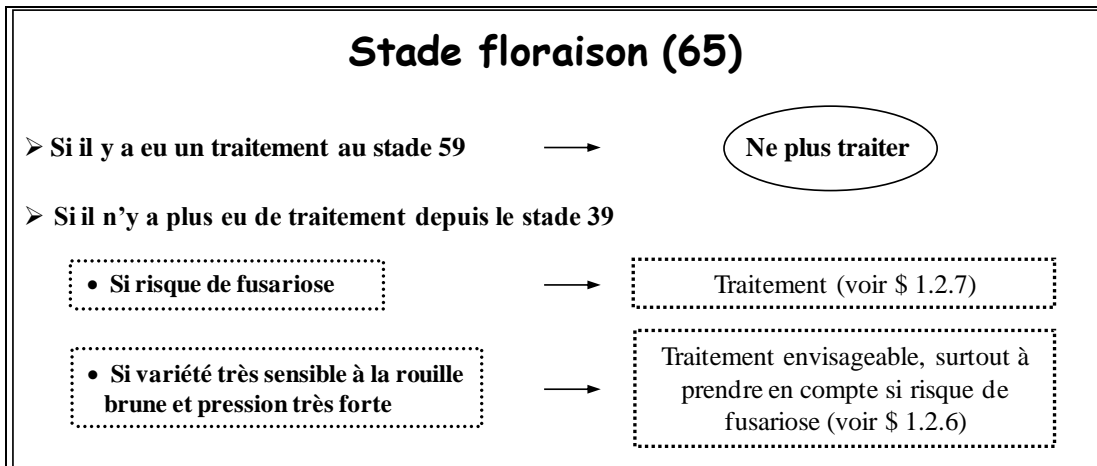 Stade floraison (65)
➢ Si il y a eu un traitement au stade 59
Ne plus traiter
➢ Si il n'y a plus eu de traitement depuis le stade 39
• Si risque de fusariose
Traitement (voir $ 1.2.7)
• Si variété très sensible à la rouille
brune et pression très forte
Traitement envisageable, surtout à
prendre en compte si risque de
fusariose (voir $ 1.2.6)